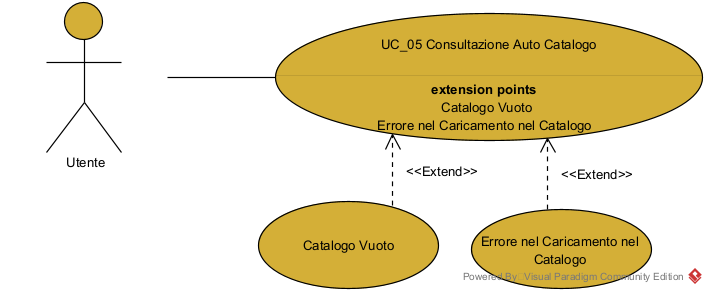 UC_05 Consultazione Auto Catalogo
extension points
Catalogo Vuoto
Errore nel Caricamento nel Catalogo
Utente
<<Extend>>
<<Extend>>
Catalogo Vuoto
Errore nel Caricamento nel
Catalogo
Powered By: Visual Paradigm Community Edition